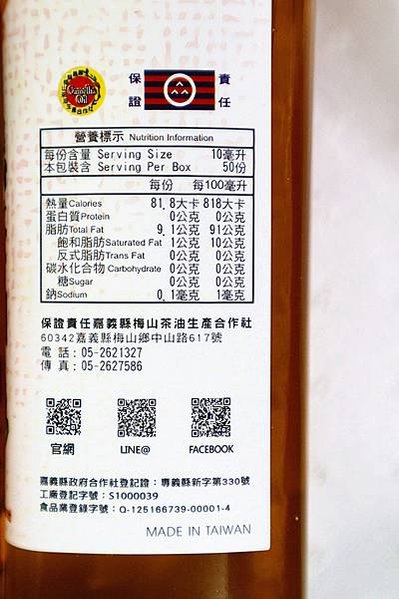 Camellia Oil
保 責
證 任
營養標示 Nutrition Information
每份含量 Serving Size 10毫升
本包裝含 Serving Per Box 50份
每份 每100毫升
熱量Calories 81.8大卡 818大卡
蛋白質Protein 0公克 0公克
脂肪Total Fat 9.1公克 91公克
飽和脂肪Saturated Fat 1公克 10公克
反式脂肪Trans Fat 0公克 0公克
碳水化合物 Carbohydrate 0公克 0公克
糖Sugar 0公克 0公克
鈉Sodium 0.1毫克 1毫克
保證責任嘉義縣梅山茶油生產合作社
60342嘉義縣梅山鄉中山路617號
電 話：05-2621327
傳 真：05-2627586
官網 LINE@ FACEBOOK
嘉義縣政府合作社登記證：專義縣新字第330號
工廠登記字號：S1000039
食品業登錄字號：Q-125166739-00001-4
MADE IN TAIWAN